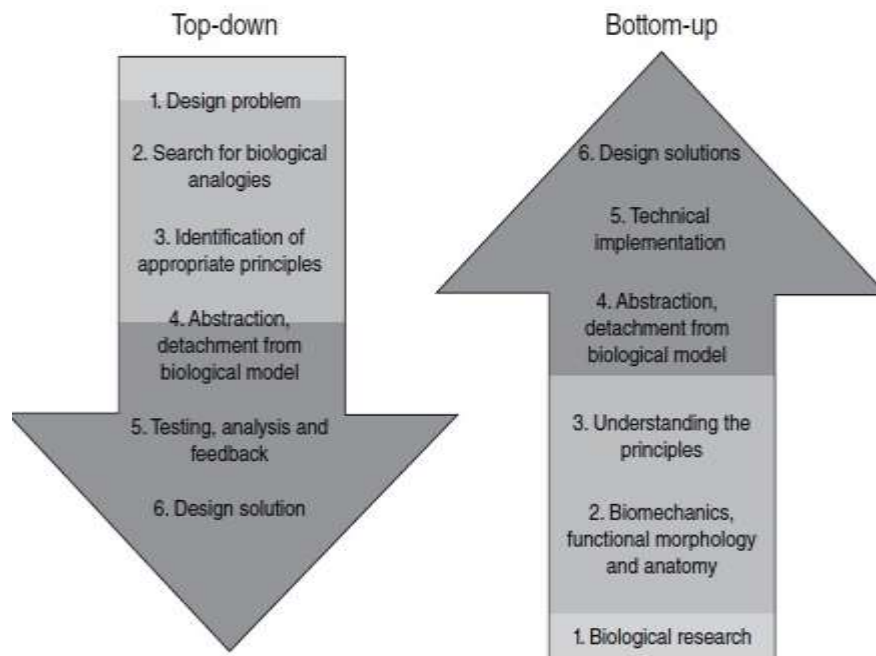 Top-down
1. Design problem
2. Search for biological
analogies
3. Identification of
appropriate principles
4. Abstraction,
detachment from
biological model
5. Testing, analysis and
feedback
6. Design solution
Bottom-up
6. Design solutions
5. Technical
implementation
4. Abstraction,
detachment from
biological model
3. Understanding the
principles
2. Biomechanics,
functional morphology
and anatomy
1. Biological research